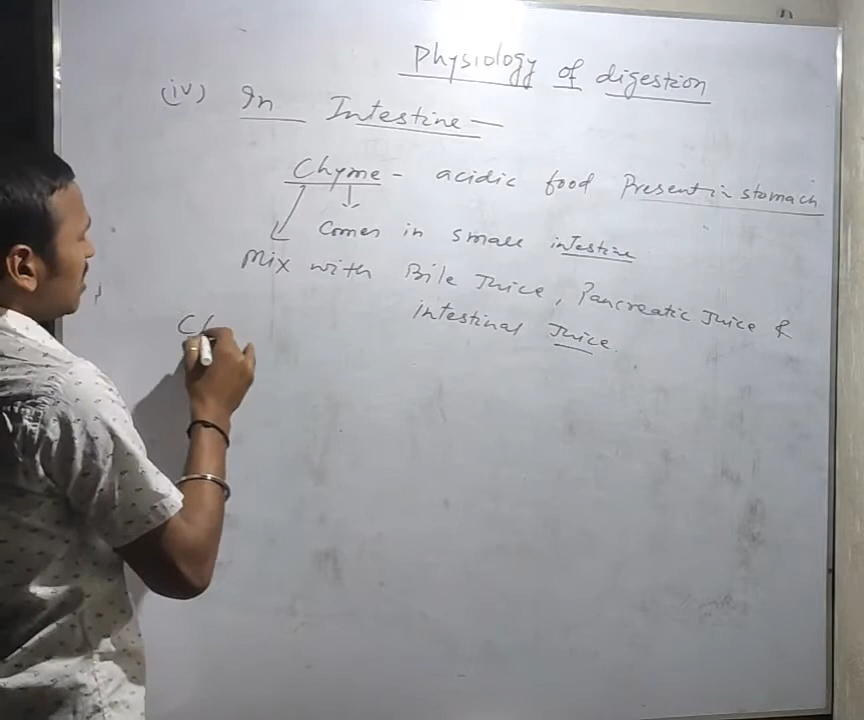 Physiology of digestion
(iv) In Intestine —
Chyme - acidic food Present in stomach
Comes in small intestine
Mix with Bile Juice, Pancreatic Juice &
intestinal Juice.